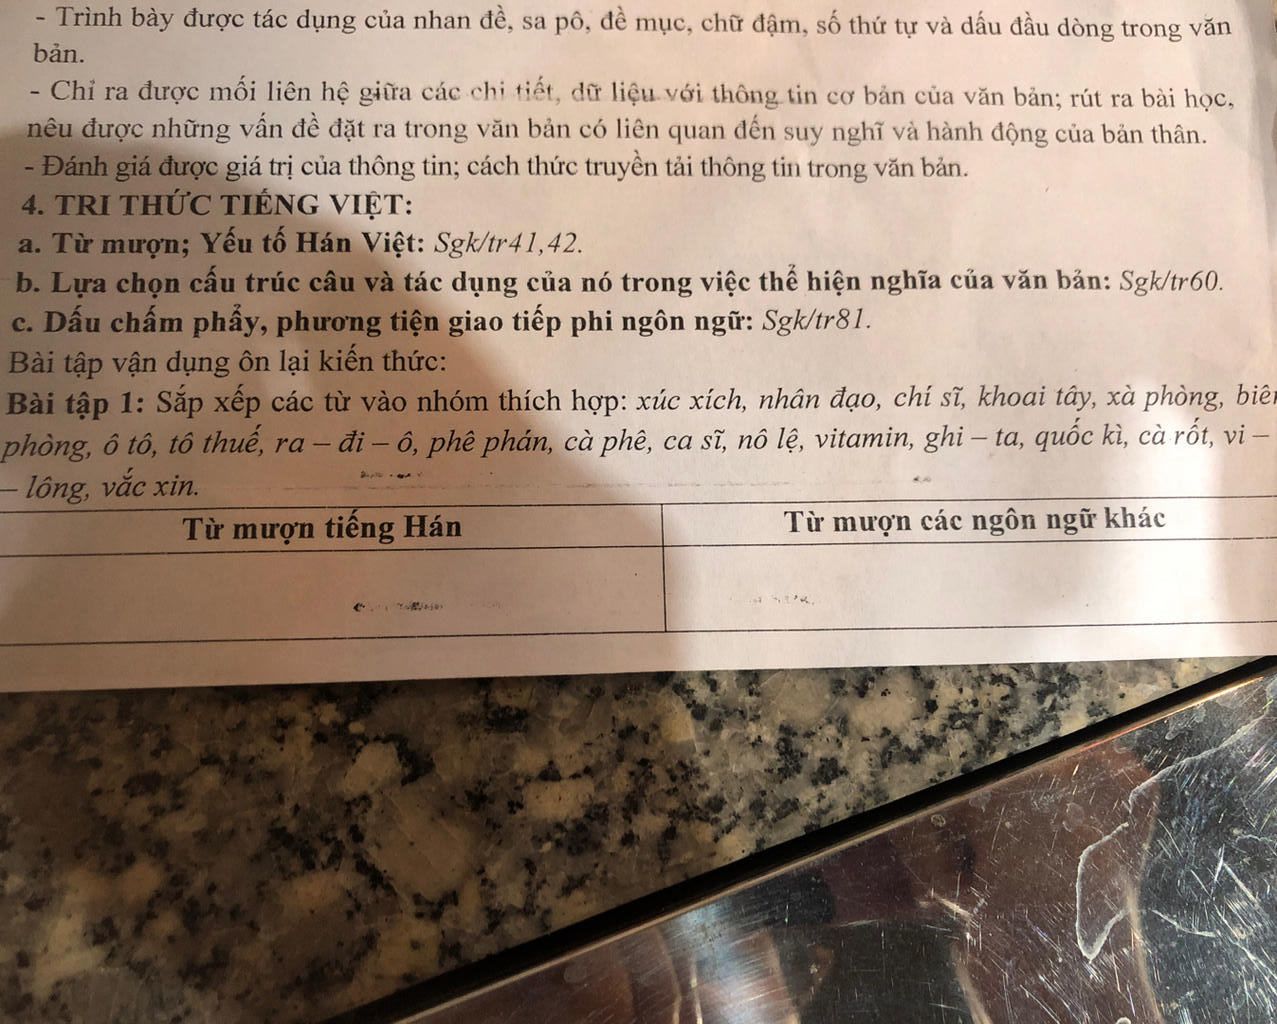 - Trình bày được tác dụng của nhan đề, sa pô, đề mục, chữ đậm, số thứ tự và dấu đầu dòng trong văn
bản.
- Chỉ ra được mối liên hệ giữa các chi tiết, dữ liệu với thông tin cơ bản của văn bản; rút ra bài học,
nêu được những vấn đề đặt ra trong văn bản có liên quan đến suy nghĩ và hành động của bản thân.
- Đánh giá được giá trị của thông tin; cách thức truyền tải thông tin trong văn bản.
4. TRI THỨC TIẾNG VIỆT:
a. Từ mượn; Yếu tố Hán Việt: Sgk/tr41,42.
b. Lựa chọn cấu trúc câu và tác dụng của nó trong việc thể hiện nghĩa của văn bản: Sgk/tr60.
c. Dấu chấm phẩy, phương tiện giao tiếp phi ngôn ngữ: Sgk/tr81.
Bài tập vận dụng ôn lại kiến thức:
Bài tập 1: Sắp xếp các từ vào nhóm thích hợp: xúc xích, nhân đạo, chí sĩ, khoai tây, xà phòng, biên
phòng, ô tô, tô thuế, ra – đi – ô, phê phán, cà phê, ca sĩ, nô lệ, vitamin, ghi – ta, quốc kì, cà rốt, vi –
– lông, vắc xin.
Từ mượn tiếng Hán
Từ mượn các ngôn ngữ khác